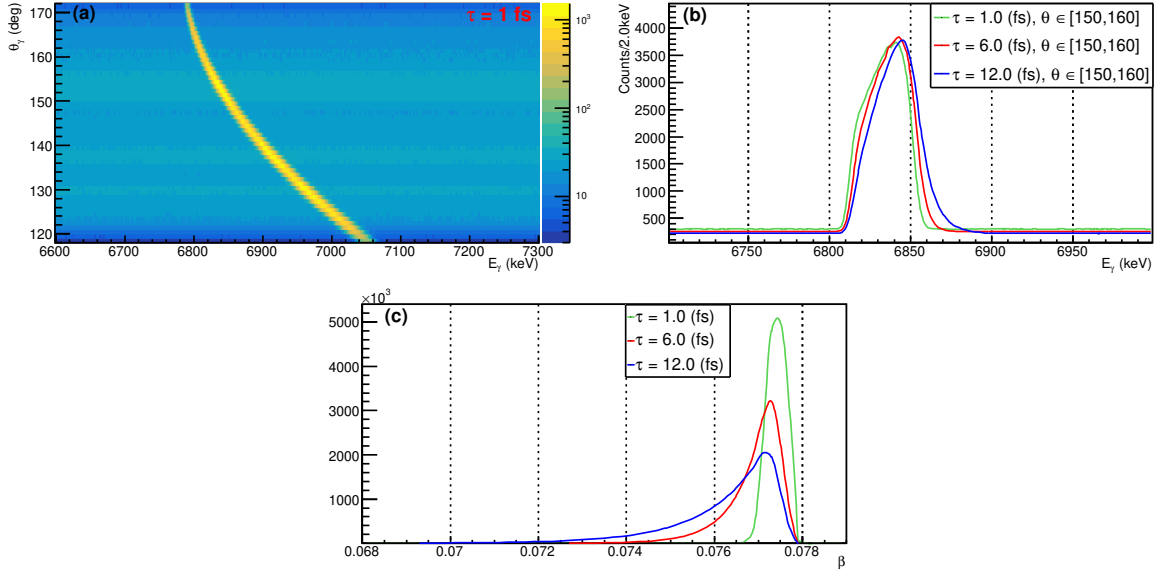 (a)
τ = 1 fs
θγ (deg)
170
160
150
140
130
120
6600 6700 6800 6900 7000 7100 7200 7300
Eγ (keV)
10³
10²
10
(b)
Counts/2.0keV
4000
3500
3000
2500
2000
1500
1000
500
6750 6800 6850 6900 6950
Eγ (keV)
τ = 1.0 (fs), θ ∈ [150,160]
τ = 6.0 (fs), θ ∈ [150,160]
τ = 12.0 (fs), θ ∈ [150,160]
×10³
(c)
5000
4000
3000
2000
1000
0.068 0.07 0.072 0.074 0.076 0.078
β
τ = 1.0 (fs)
τ = 6.0 (fs)
τ = 12.0 (fs)